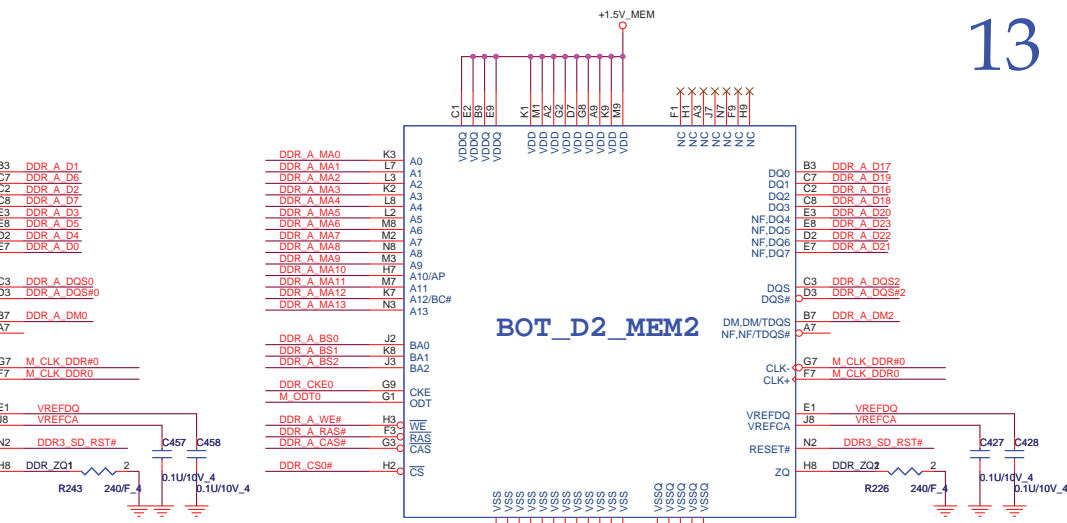 +1.5V_MEM
13
C1 E2 B9 E9 K1 M1 A2 G2 D7 G8 A9 K9 M9 F1 H1 A3 J7 N7 F9 H9
VDDQ VDDQ VDDQ VDDQ VDD VDD VDD VDD VDD VDD VDD VDD VDD NC NC NC NC NC NC NC
B3 DDR_A_D1
C7 DDR_A_D6
C2 DDR_A_D2
C8 DDR_A_D7
E3 DDR_A_D3
E8 DDR_A_D5
D2 DDR_A_D4
E7 DDR_A_D0
C3 DDR_A_DQS0
D3 DDR_A_DQS#0
B7 DDR_A_DM0
A7
G7 M_CLK_DDR#0
F7 M_CLK_DDR0
E1 VREFDQ
J8 VREFCA
N2 DDR3_SD_RST#
C457 C458
H8 DDR_ZQ1 1 2
0.1U/10V_4
0.1U/10V_4
R243 240/F_4
DDR_A_MA0 K3 A0
DDR_A_MA1 L7 A1
DDR_A_MA2 L3 A2
DDR_A_MA3 K2 A3
DDR_A_MA4 L8 A4
DDR_A_MA5 L2 A5
DDR_A_MA6 M8 A6
DDR_A_MA7 M2 A7
DDR_A_MA8 N8 A8
DDR_A_MA9 M3 A9
DDR_A_MA10 H7 A10/AP
DDR_A_MA11 M7 A11
DDR_A_MA12 K7 A12/BC#
DDR_A_MA13 N3 A13
DDR_A_BS0 J2 BA0
DDR_A_BS1 K8 BA1
DDR_A_BS2 J3 BA2
DDR_CKE0 G9 CKE
M_ODT0 G1 ODT
DDR_A_WE# H3 WE
DDR_A_RAS# F3 RAS
DDR_A_CAS# G3 CAS
DDR_CS0# H2 CS
BOT_D2_MEM2
DQ0 B3 DDR_A_D17
DQ1 C7 DDR_A_D19
DQ2 C2 DDR_A_D16
DQ3 C8 DDR_A_D18
NF,DQ4 E3 DDR_A_D20
NF,DQ5 E8 DDR_A_D23
NF,DQ6 D2 DDR_A_D22
NF,DQ7 E7 DDR_A_D21
DQS C3 DDR_A_DQS2
DQS# D3 DDR_A_DQS#2
DM,DM/TDQS B7 DDR_A_DM2
NF,NF/TDQS# A7
CLK- G7 M_CLK_DDR#0
CLK+ F7 M_CLK_DDR0
VREFDQ E1 VREFDQ
VREFCA J8 VREFCA
RESET# N2 DDR3_SD_RST#
C427 C428
ZQ H8 DDR_ZQ2 1 2
0.1U/10V_4
0.1U/10V_4
R226 240/F_4
VSS VSS VSS VSS VSS VSS VSS VSS VSS VSS VSS VSS VSSQ VSSQ VSSQ VSSQ VSSQ